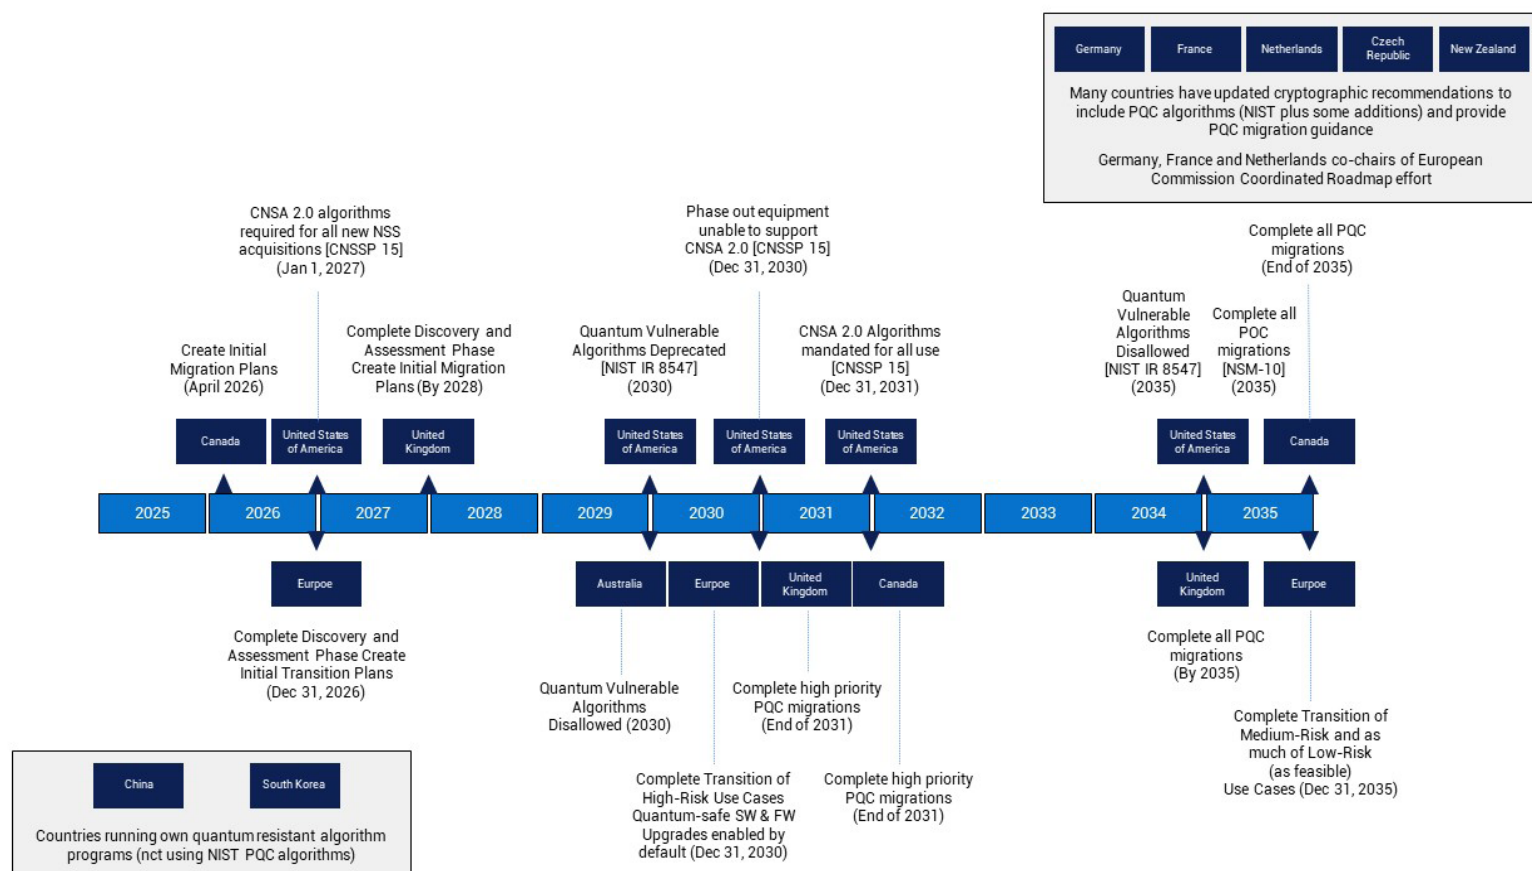 Germany
France
Netherlands
Czech
Republic
New Zealand
Many countries have updated cryptographic recommendations to
include PQC algorithms (NIST plus some additions) and provide
PQC migration guidance
Germany, France and Netherlands co-chairs of European
Commission Coordinated Roadmap effort
CNSA 2.0 algorithms
required for all new NSS
acquisitions [CNSSP 15]
(Jan 1, 2027)
Phase out equipment
unable to support
CNSA 2.0 [CNSSP 15]
(Dec 31, 2030)
Complete all PQC
migrations
(End of 2035)
Create Initial
Migration Plans
(April 2026)
Complete Discovery and
Assessment Phase
Create Initial Migration
Plans (By 2028)
Quantum Vulnerable
Algorithms Deprecated
[NIST IR 8547]
(2030)
CNSA 2.0 Algorithms
mandated for all use
[CNSSP 15]
(Dec 31, 2031)
Quantum
Vulnerable
Algorithms
Disallowed
[NIST IR 8547]
(2035)
Complete all
POC
migrations
[NSM-10]
(2035)
Canada
United States
of America
United
Kingdom
United States
of America
United States
of America
United States
of America
United States
of America
Canada
2025
2026
2027
2028
2029
2030
2031
2032
2033
2034
2035
Eurpoe
Australia
Eurpoe
United
Kingdom
Canada
United
Kingdom
Eurpoe
Complete Discovery and
Assessment Phase Create
Initial Transition Plans
(Dec 31, 2026)
Quantum Vulnerable
Algorithms
Disallowed (2030)
Complete Transition of
High-Risk Use Cases
Quantum-safe SW & FW
Upgrades enabled by
default (Dec 31, 2030)
Complete high priority
PQC migrations
(End of 2031)
Complete high priority
PQC migrations
(End of 2031)
Complete all PQC
migrations
(By 2035)
Complete Transition of
Medium-Risk and as
much of Low-Risk
(as feasible)
Use Cases (Dec 31, 2035)
China
South Korea
Countries running own quantum resistant algorithm
programs (nct using NIST PQC algorithms)